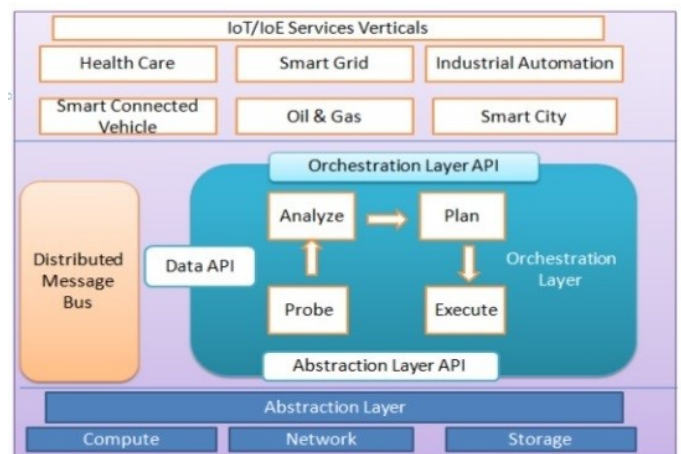 IoT/IoE Services Verticals
Health Care
Smart Grid
Industrial Automation
Smart Connected
Vehicle
Oil & Gas
Smart City
Orchestration Layer API
Analyze
Plan
Distributed
Message
Bus
Data API
Orchestration
Layer
Probe
Execute
Abstraction Layer API
Abstraction Layer
Compute
Network
Storage